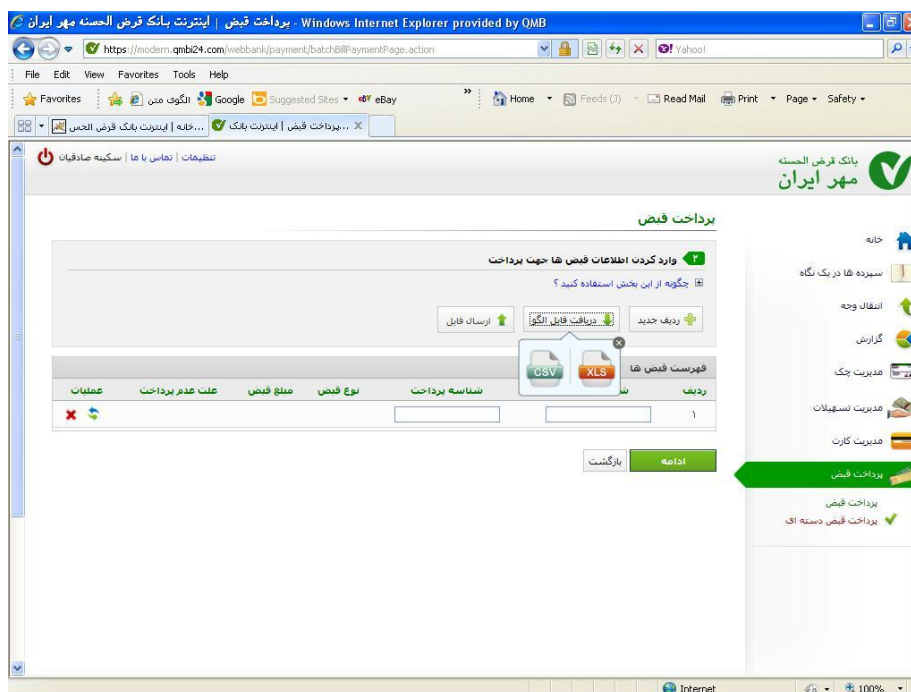 پرداخت قبض | اینترنت بانک قرض الحسنه مهر ایران - Windows Internet Explorer provided by QMB
https://modern.qmbi24.com/webbank/payment/batchBillPaymentPage.action
Yahoo!
File Edit View Favorites Tools Help
Favorites
الگوی متن
Google
Suggested Sites
eBay
»
Home
Feeds (J)
Read Mail
Print
Page
Safety
خانه | اینترنت بانک قرض الحس...
پرداخت قبض | اینترنت بانک...
X
تنظیمات | تماس با ما | سکینه صادقیان
بانک قرض الحسنه
مهر ایران
خانه
سپرده ها در یک نگاه
انتقال وجه
گزارش
مدیریت چک
مدیریت تسهیلات
مدیریت کارت
پرداخت قبض
پرداخت قبض
پرداخت قبض دسته ای
پرداخت قبض
۲ وارد کردن اطلاعات قبض ها جهت پرداخت
چگونه از این بخش استفاده کنید ؟
ردیف جدید
دریافت فایل الگو
ارسال فایل
CSV
XLS
فهرست قبض ها
ردیف
شناسه پرداخت
نوع قبض
مبلغ قبض
علت عدم پرداخت
عملیات
۱
ادامه
بازگشت
Internet
100%